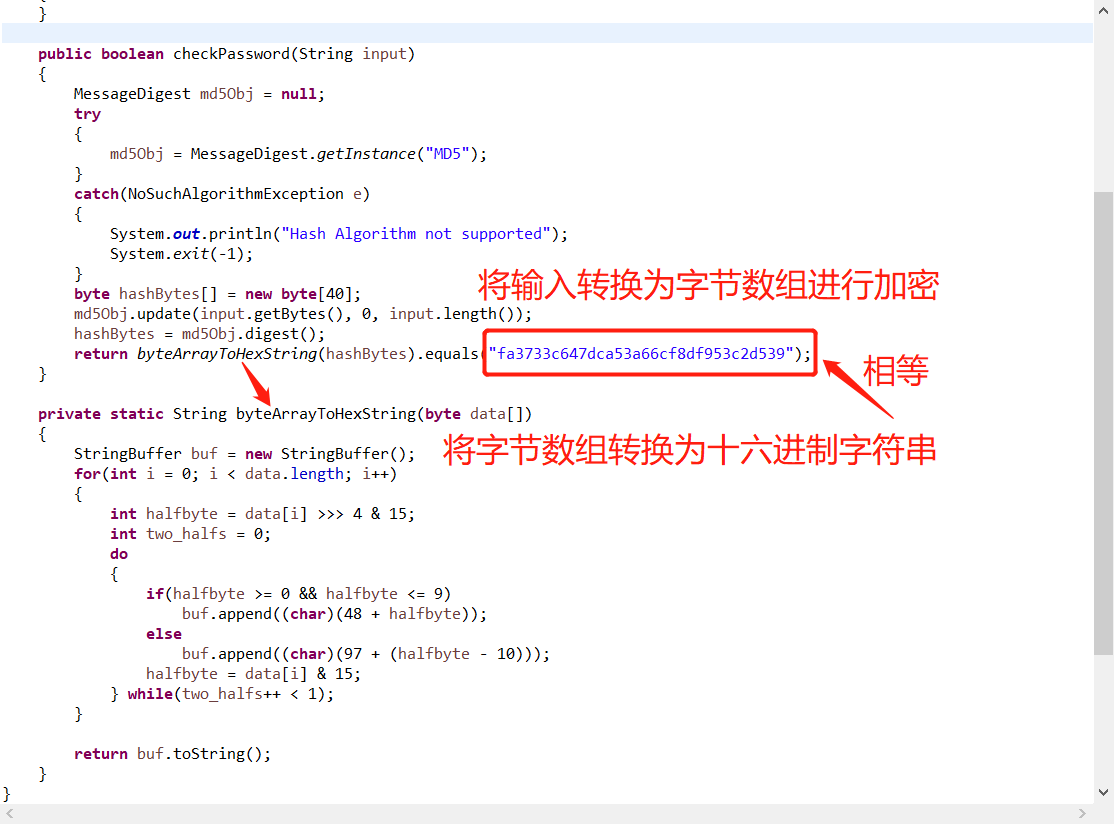 }
public boolean checkPassword(String input)
{
MessageDigest md5Obj = null;
try
{
md5Obj = MessageDigest.getInstance("MD5");
}
catch(NoSuchAlgorithmException e)
{
System.out.println("Hash Algorithm not supported");
System.exit(-1);
}
byte hashBytes[] = new byte[40];
将输入转换为字节数组进行加密
md5Obj.update(input.getBytes(), 0, input.length());
hashBytes = md5Obj.digest();
return byteArrayToHexString(hashBytes).equals("fa3733c647dca53a66cf8df953c2d539");
相等
}
private static String byteArrayToHexString(byte data[])
{
将字节数组转换为十六进制字符串
StringBuffer buf = new StringBuffer();
for(int i = 0; i < data.length; i++)
{
int halfbyte = data[i] >>> 4 & 15;
int two_halfs = 0;
do
{
if(halfbyte >= 0 && halfbyte <= 9)
buf.append((char)(48 + halfbyte));
else
buf.append((char)(97 + (halfbyte - 10)));
halfbyte = data[i] & 15;
} while(two_halfs++ < 1);
}
return buf.toString();
}
}